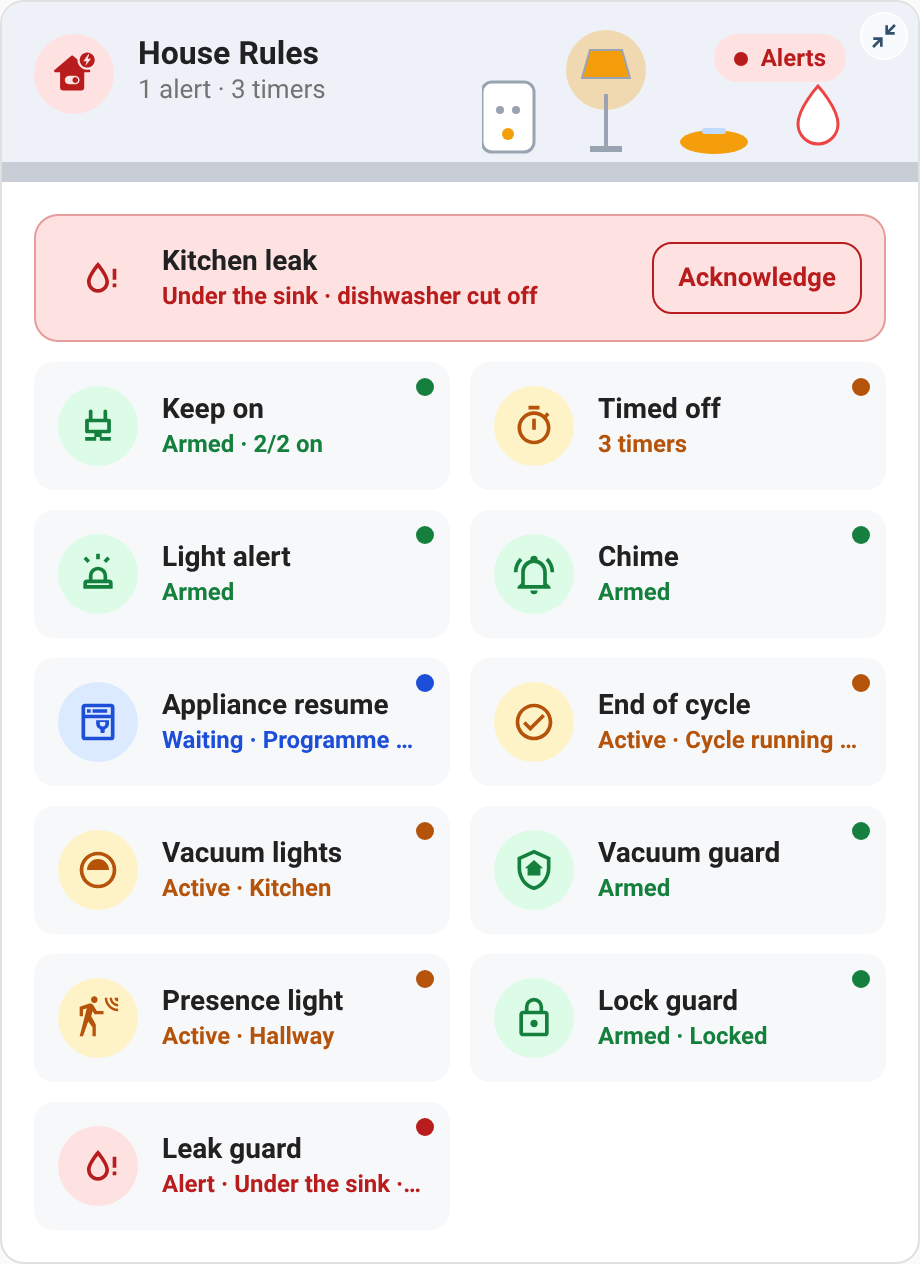 House Rules
1 alert · 3 timers
Alerts
Kitchen leak
Under the sink · dishwasher cut off
Acknowledge
Keep on
Armed · 2/2 on
Timed off
3 timers
Light alert
Armed
Chime
Armed
Appliance resume
Waiting · Programme ...
End of cycle
Active · Cycle running ...
Vacuum lights
Active · Kitchen
Vacuum guard
Armed
Presence light
Active · Hallway
Lock guard
Armed · Locked
Leak guard
Alert · Under the sink ·...